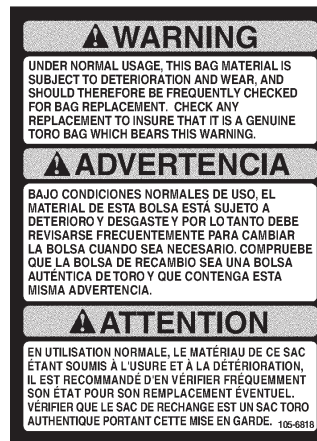 WARNING
UNDER NORMAL USAGE, THIS BAG MATERIAL IS
SUBJECT TO DETERIORATION AND WEAR, AND
SHOULD THEREFORE BE FREQUENTLY CHECKED
FOR BAG REPLACEMENT. CHECK ANY
REPLACEMENT TO INSURE THAT IT IS A GENUINE
TORO BAG WHICH BEARS THIS WARNING.
ADVERTENCIA
BAJO CONDICIONES NORMALES DE USO, EL
MATERIAL DE ESTA BOLSA ESTÁ SUJETO A
DETERIORO Y DESGASTE Y POR LO TANTO DEBE
REVISARSE FRECUENTEMENTE PARA CAMBIAR
LA BOLSA CUANDO SEA NECESARIO. COMPRUEBE
QUE LA BOLSA DE RECAMBIO SEA UNA BOLSA
AUTÉNTICA DE TORO Y QUE CONTENGA ESTA
MISMA ADVERTENCIA.
ATTENTION
EN UTILISATION NORMALE, LE MATÉRIAU DE CE SAC
ÉTANT SOUMIS À L'USURE ET À LA DÉTÉRIORATION,
IL EST RECOMMANDÉ D'EN VÉRIFIER FRÉQUEMMENT
SON ÉTAT POUR SON REMPLACEMENT ÉVENTUEL.
VÉRIFIER QUE LE SAC DE RECHANGE EST UN SAC TORO
AUTHENTIQUE PORTANT CETTE MISE EN GARDE. 105-6818